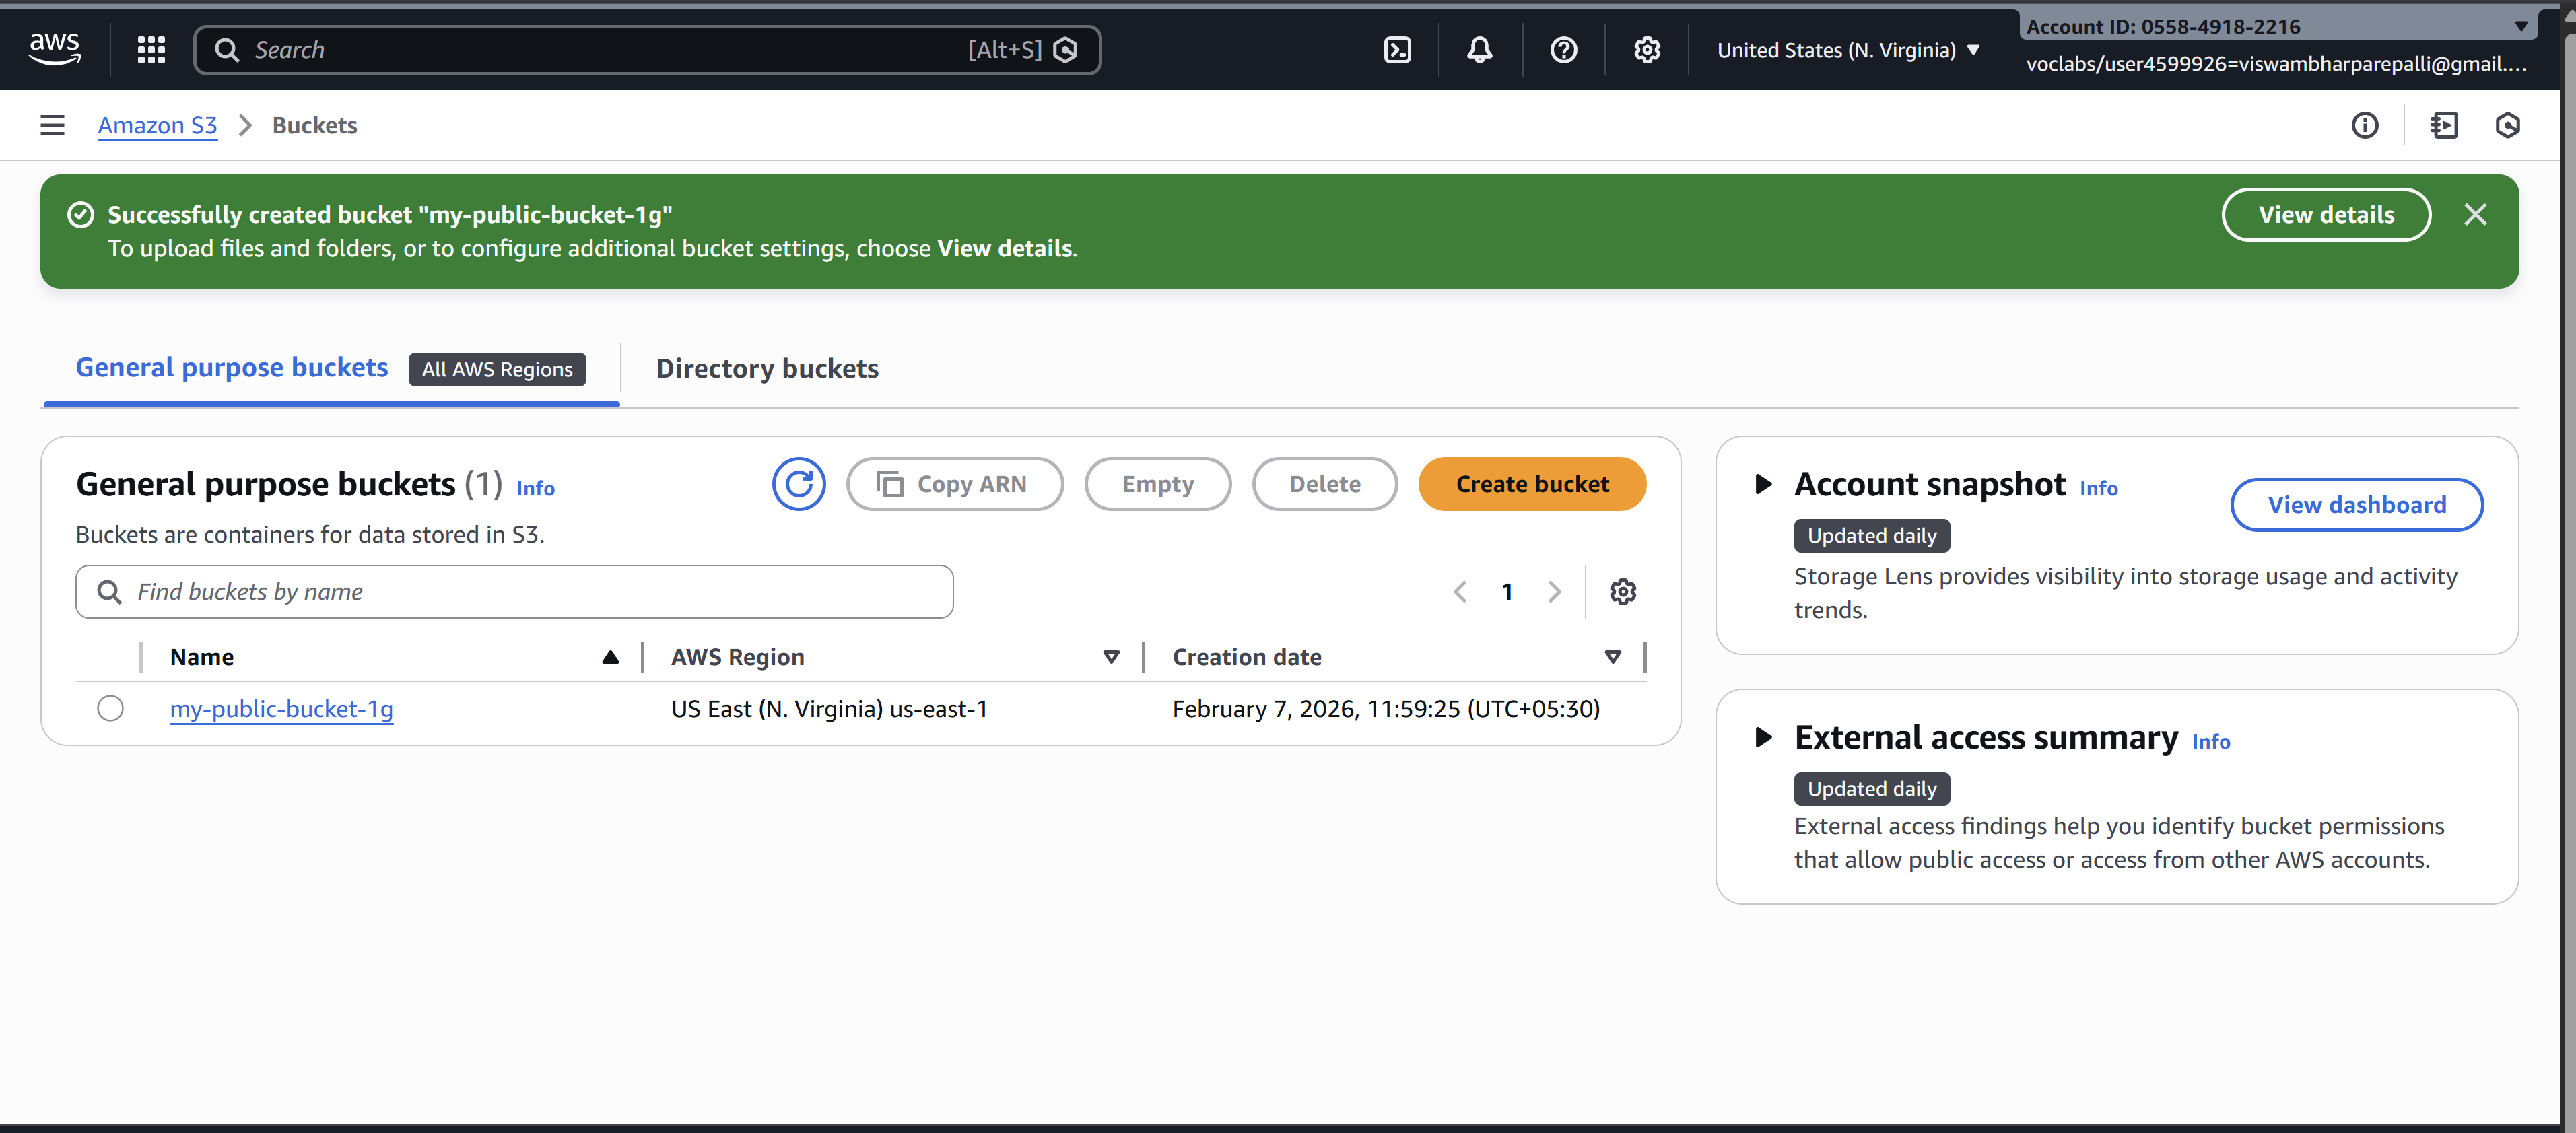 aws
Search
[Alt+S]
United States (N. Virginia)
Account ID: 0558-4918-2216
voclabs/user4599926=viswambharparepalli@gmail....
Amazon S3
Buckets
Successfully created bucket "my-public-bucket-1g"
View details
To upload files and folders, or to configure additional bucket settings, choose View details.
General purpose buckets
All AWS Regions
Directory buckets
General purpose buckets (1) Info
Copy ARN
Empty
Delete
Create bucket
Buckets are containers for data stored in S3.
Find buckets by name
1
Name
AWS Region
Creation date
my-public-bucket-1g
US East (N. Virginia) us-east-1
February 7, 2026, 11:59:25 (UTC+05:30)
Account snapshot Info
View dashboard
Updated daily
Storage Lens provides visibility into storage usage and activity
trends.
External access summary Info
Updated daily
External access findings help you identify bucket permissions
that allow public access or access from other AWS accounts.